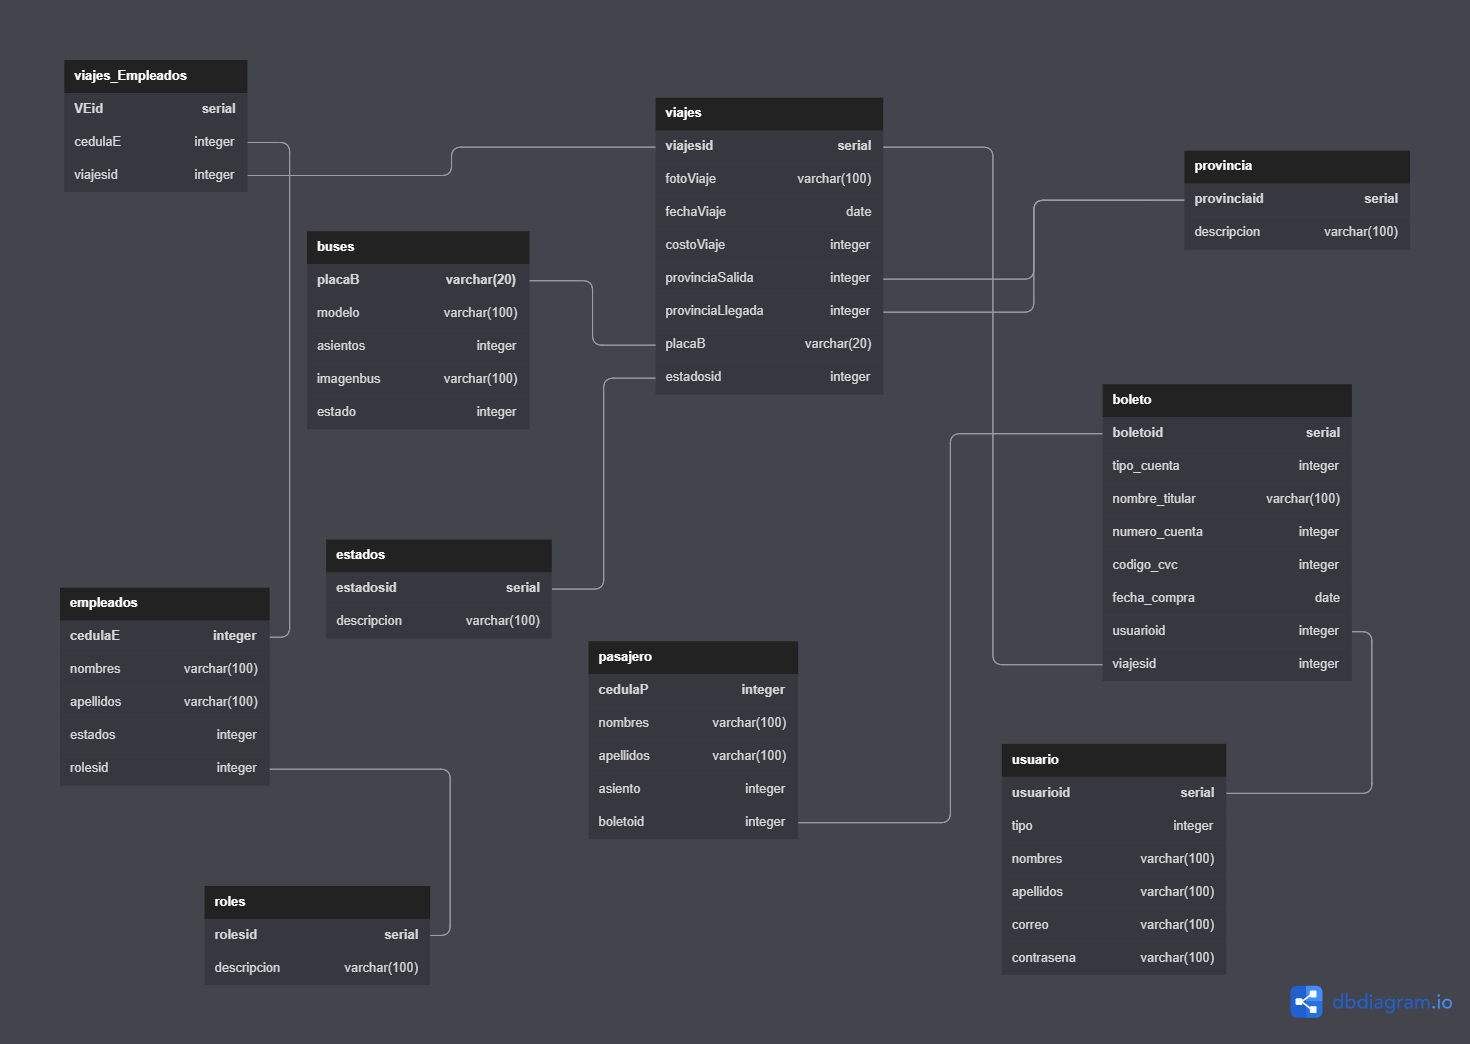 viajes_Empleados
VEid serial
cedulaE integer
viajesid integer
viajes
viajesid serial
fotoViaje varchar(100)
fechaViaje date
costoViaje integer
provinciaSalida integer
provinciaLlegada integer
placaB varchar(20)
estadosid integer
provincia
provinciaid serial
descripcion varchar(100)
buses
placaB varchar(20)
modelo varchar(100)
asientos integer
imagenbus varchar(100)
estado integer
boleto
boletoid serial
tipo_cuenta integer
nombre_titular varchar(100)
numero_cuenta integer
codigo_cvc integer
fecha_compra date
usuarioid integer
viajesid integer
estados
estadosid serial
descripcion varchar(100)
empleados
cedulaE integer
nombres varchar(100)
apellidos varchar(100)
estados integer
rolesid integer
pasajero
cedulaP integer
nombres varchar(100)
apellidos varchar(100)
asiento integer
boletoid integer
usuario
usuarioid serial
tipo integer
nombres varchar(100)
apellidos varchar(100)
correo varchar(100)
contrasena varchar(100)
roles
rolesid serial
descripcion varchar(100)
dbdiagram.io